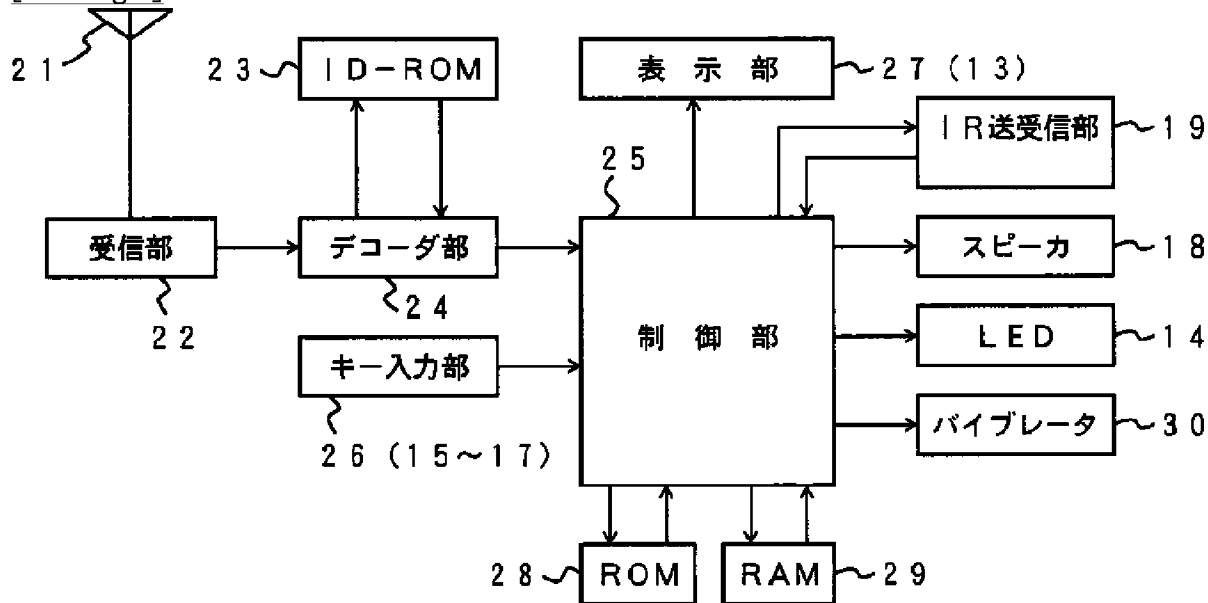 21
23
ID-ROM
表示部
27(13)
IR送受信部
19
25
受信部
デコーダ部
スピーカ
18
22
24
制御部
LED
14
キー入力部
バイブレータ
30
26(15~17)
28
ROM
RAM
29